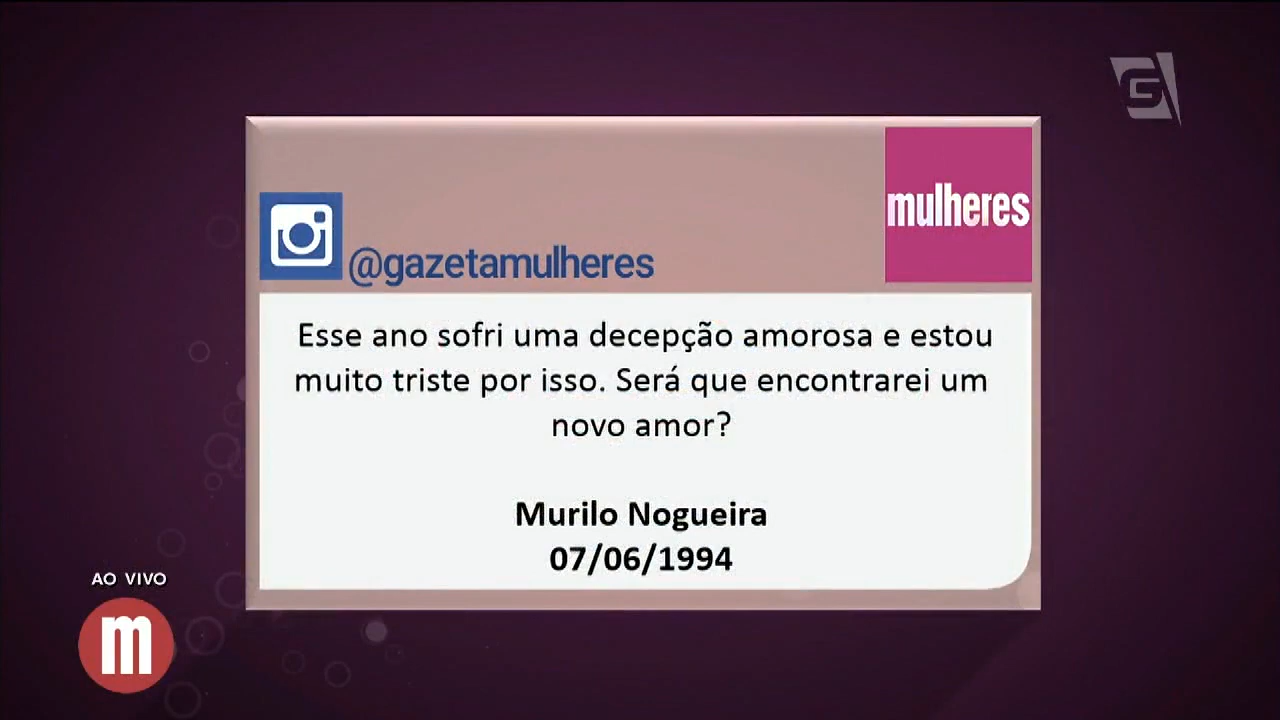 mulheres
@gazetamulheres
Esse ano sofri uma decepção amorosa e estou
muito triste por isso. Será que encontrarei um
novo amor?
Murilo Nogueira
07/06/1994
AO VIVO
m
G